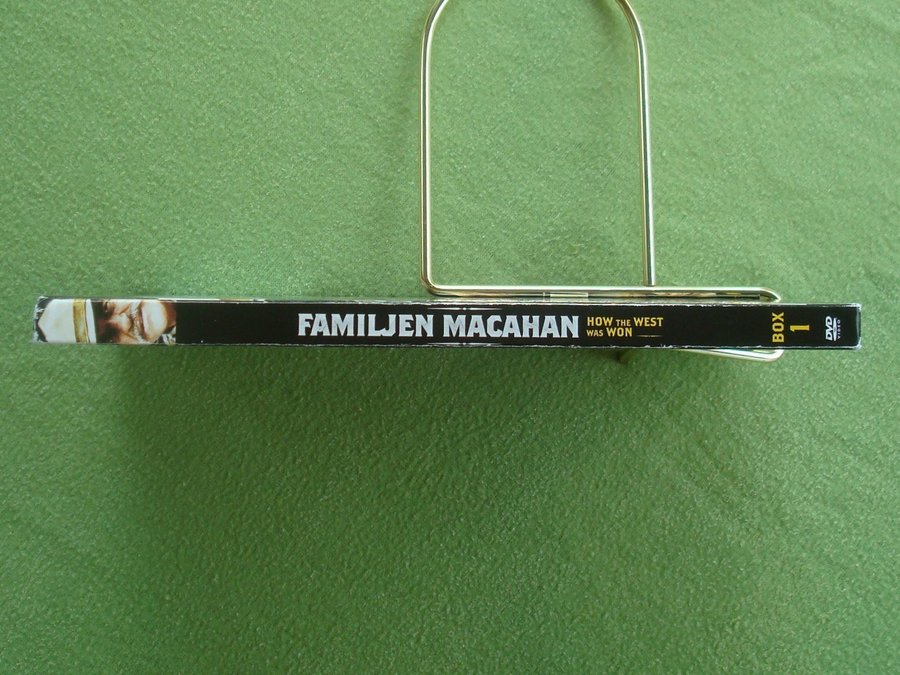 FAMILJEN MACAHAN
HOW THE WEST
WAS WON
BOX
1
DVD